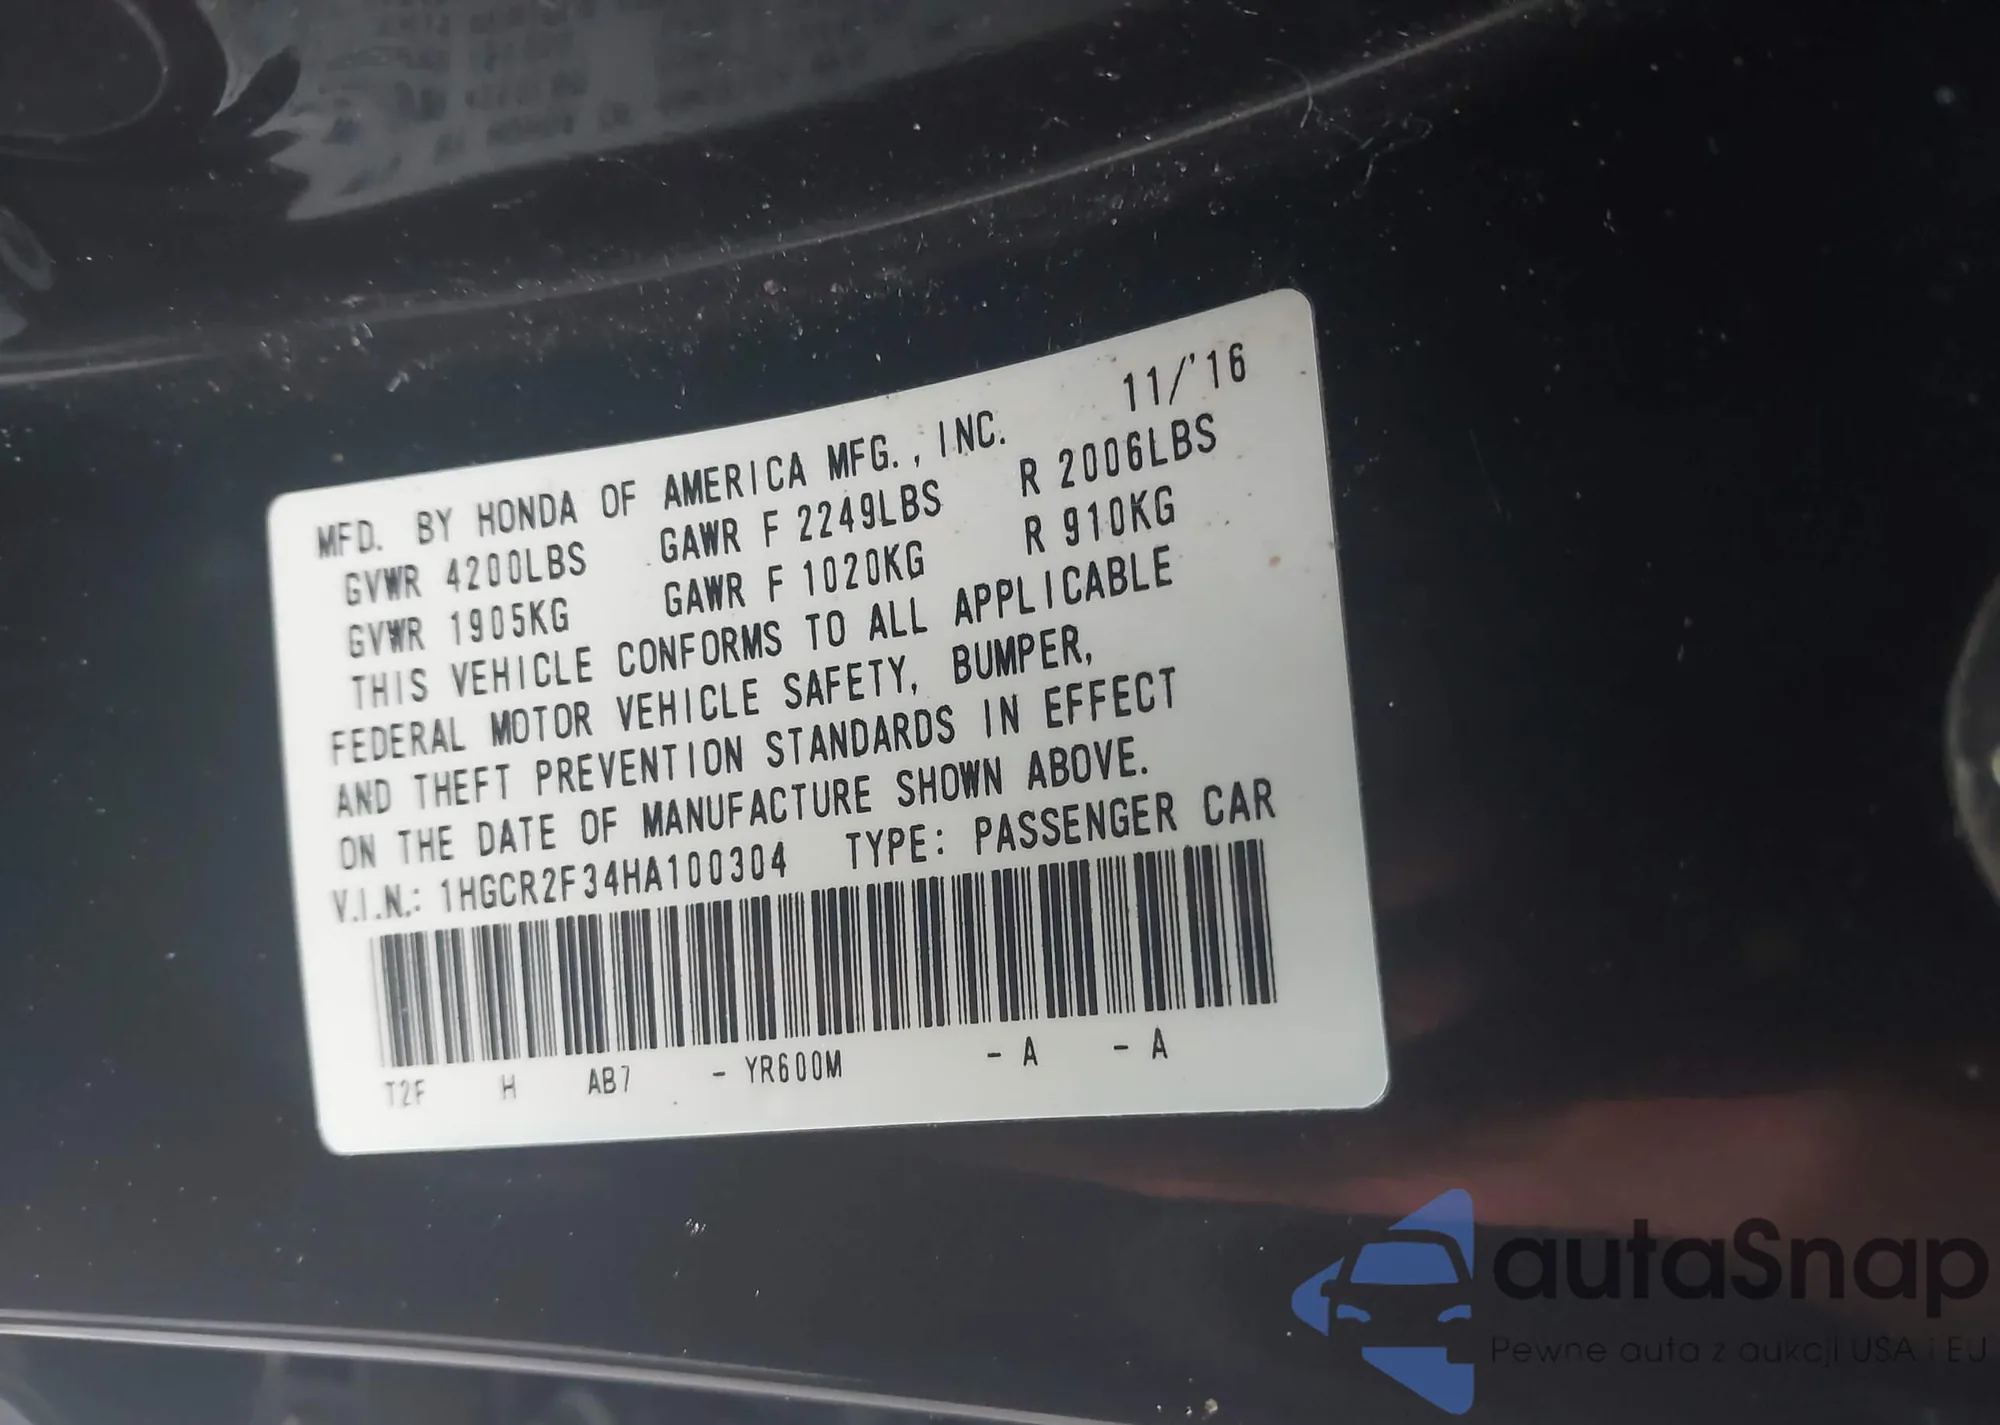 MFD. BY HONDA OF AMERICA MFG., INC. 11/'16
GVWR 4200LBS GAWR F 2249LBS R 2006LBS
GVWR 1905KG GAWR F 1020KG R 910KG
THIS VEHICLE CONFORMS TO ALL APPLICABLE
FEDERAL MOTOR VEHICLE SAFETY, BUMPER,
AND THEFT PREVENTION STANDARDS IN EFFECT
ON THE DATE OF MANUFACTURE SHOWN ABOVE.
V.I.N.: 1HGCR2F34HA100304 TYPE: PASSENGER CAR
T2F H AB7 - YR600M - A - A
autaSnap
Pewne auta z aukcji USA i EU